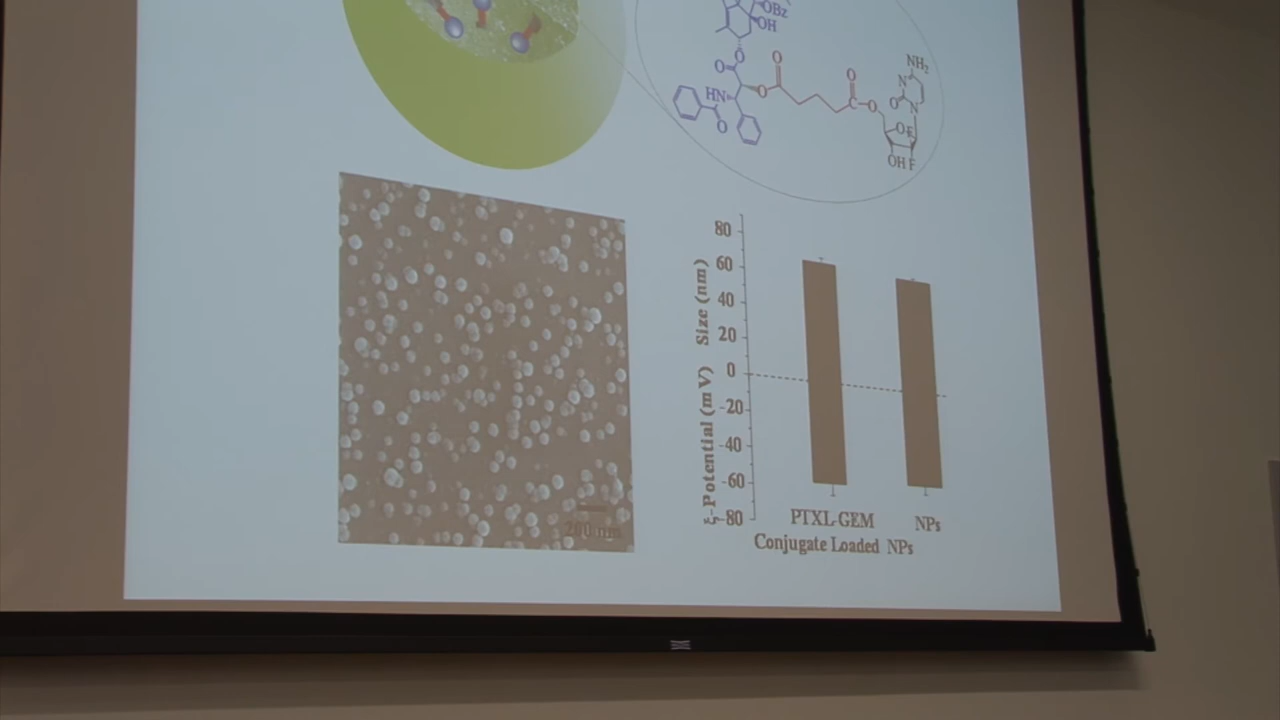 OBz
OH
O
O
O
O
NH₂
HN
O
O
C
O
N
O
N
O
O
F
OH F
80
60
40
20
0
-20
-40
-60
-80
Size (nm)
ξ-Potential (mV)
200 nm
PTXL-GEM
NPs
Conjugate Loaded NPs